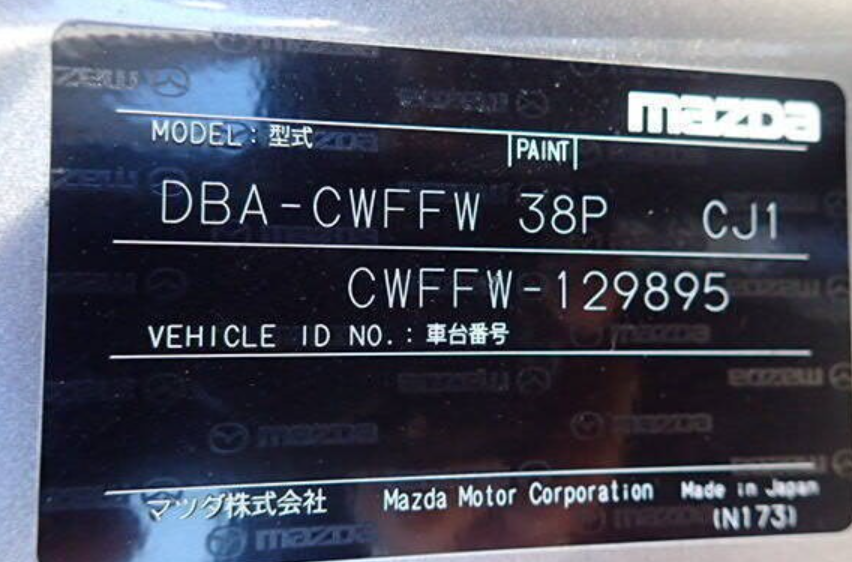 mazda
MODEL：型式 PAINT
DBA-CWFFW 38P CJ1
CWFFW-129895
VEHICLE ID NO.：車台番号
マツダ株式会社 Mazda Motor Corporation Made in Japan
(N173)